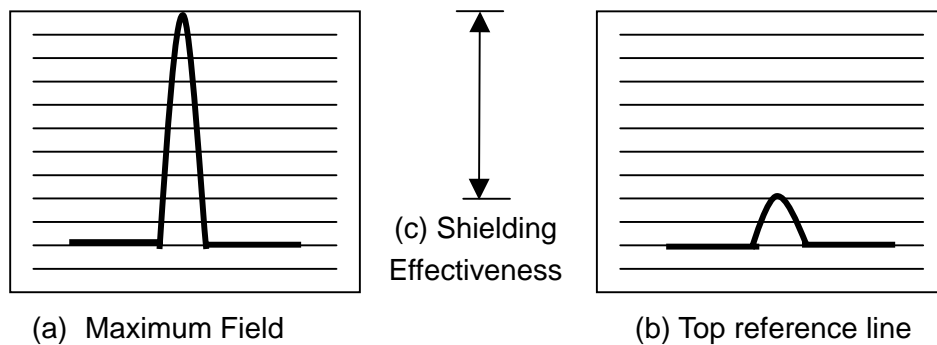 (c) Shielding
Effectiveness
(a) Maximum Field
(b) Top reference line